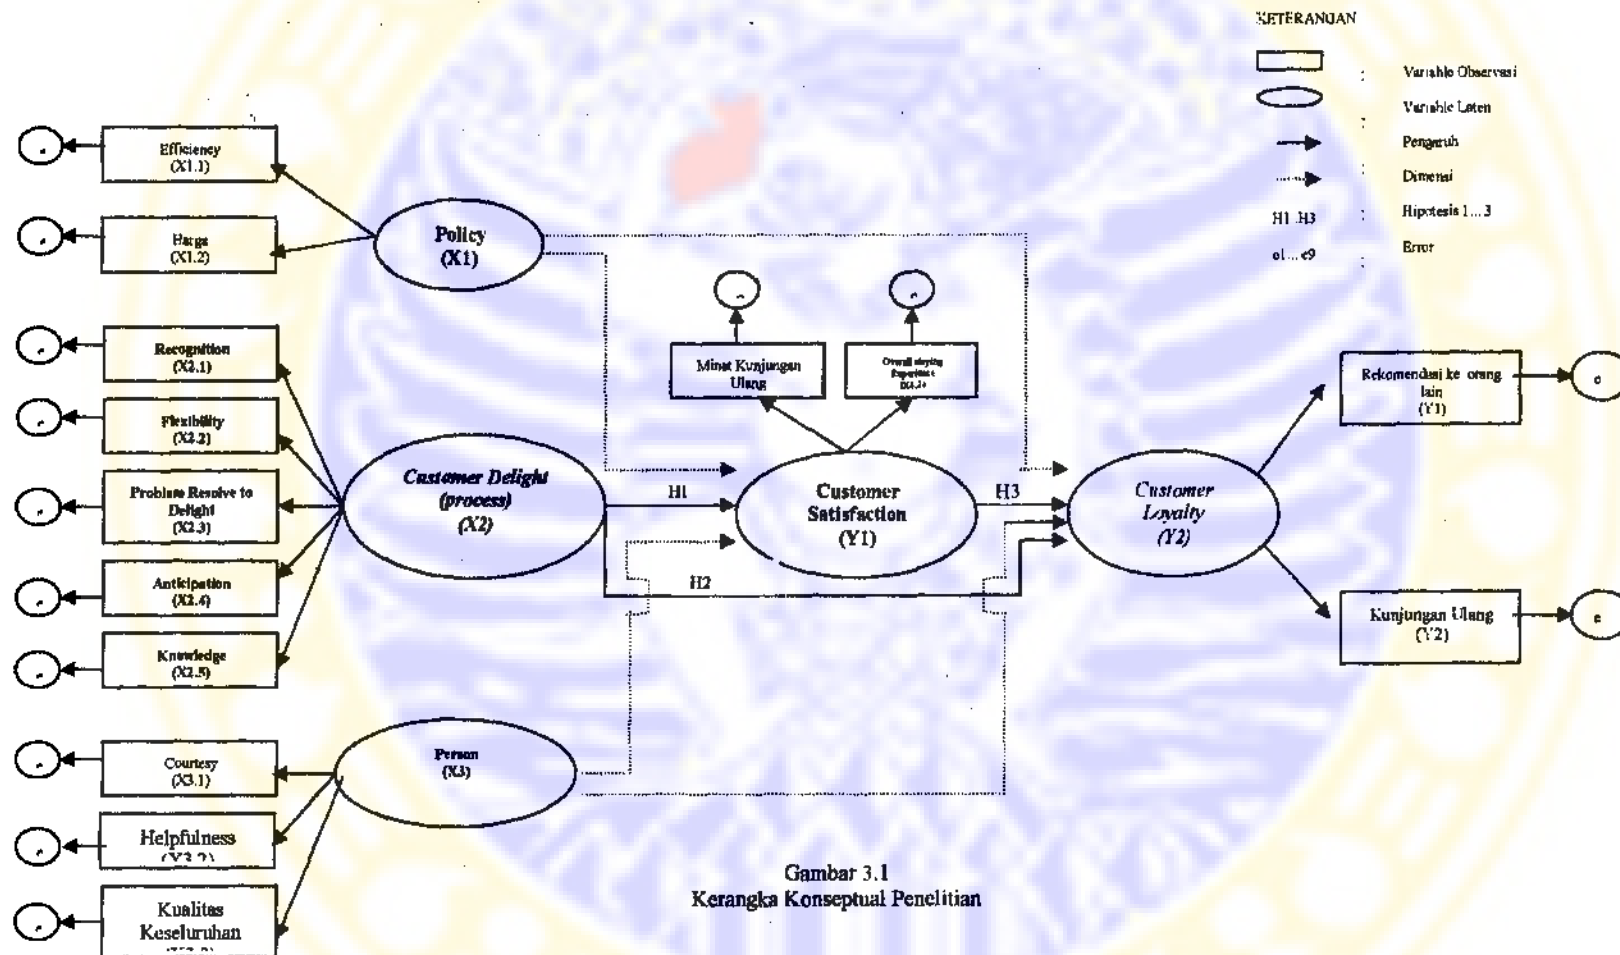 KETERANGAN
Variable Observasi
Variable Laten
Pengaruh
Dimensi
H1..H3
Hipotesis 1...3
e1...e9
Error
Efficiency
(X1.1)
Harga
(X1.2)
Policy
(X1)
Recognition
(X2.1)
Flexibility
(X2.2)
Problem Resolve to
Delight
(X2.3)
Anticipation
(X2.4)
Knowledge
(X2.5)
Customer Delight
(process)
(X2)
H1
H2
Minat Kunjungan
Ulang
Customer
Satisfaction
(Y1)
H3
Customer
Loyalty
(Y2)
Rekomendasi ke orang
lain
(Y1)
Kunjungan Ulang
(Y2)
Courtesy
(X3.1)
Helpfulness
Kualitas
Keseluruhan
Person
(X3)
Gambar 3.1
Kerangka Konseptual Penelitian